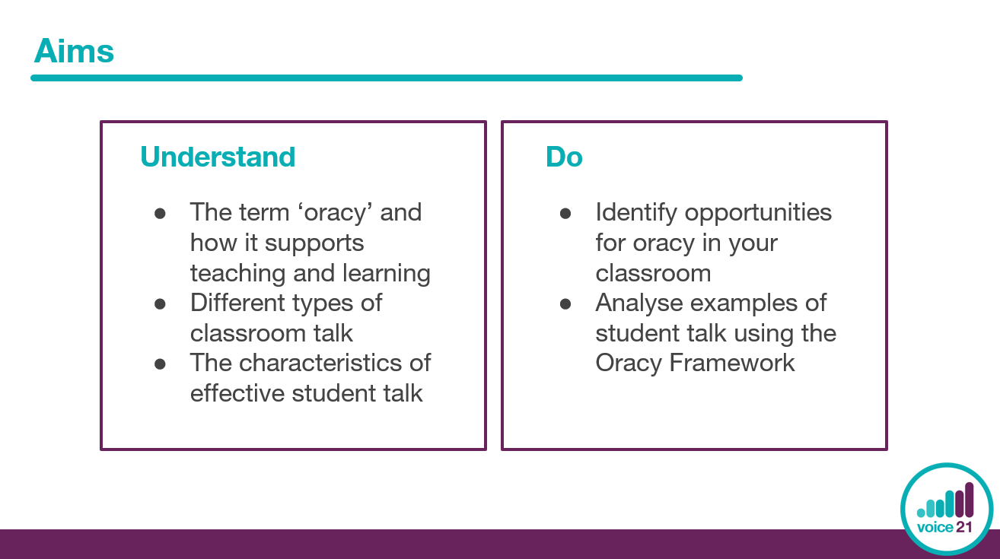 Aims
Understand
● The term ‘oracy’ and
how it supports
teaching and learning
● Different types of
classroom talk
● The characteristics of
effective student talk
Do
● Identify opportunities
for oracy in your
classroom
● Analyse examples of
student talk using the
Oracy Framework
voice 21